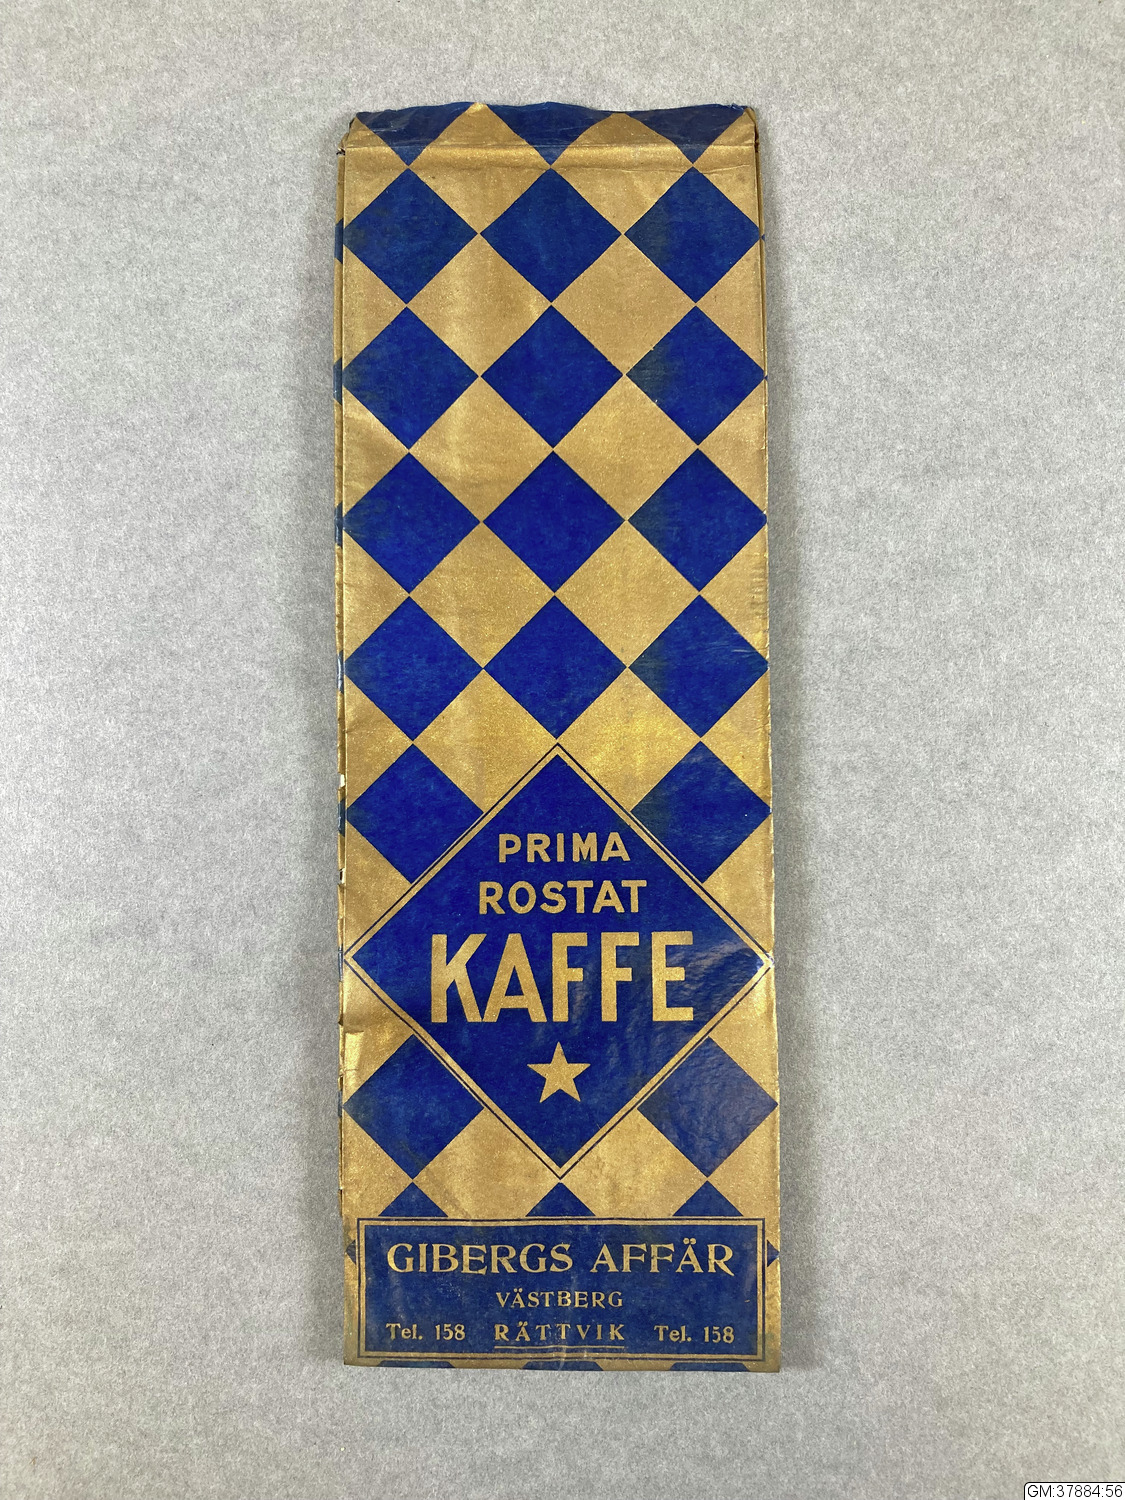 PRIMA
ROSTAT
KAFFE
GIBERGS AFFÄR
VÄSTBERG
Tel. 158 RÄTTVIK Tel. 158
GM:37884:56